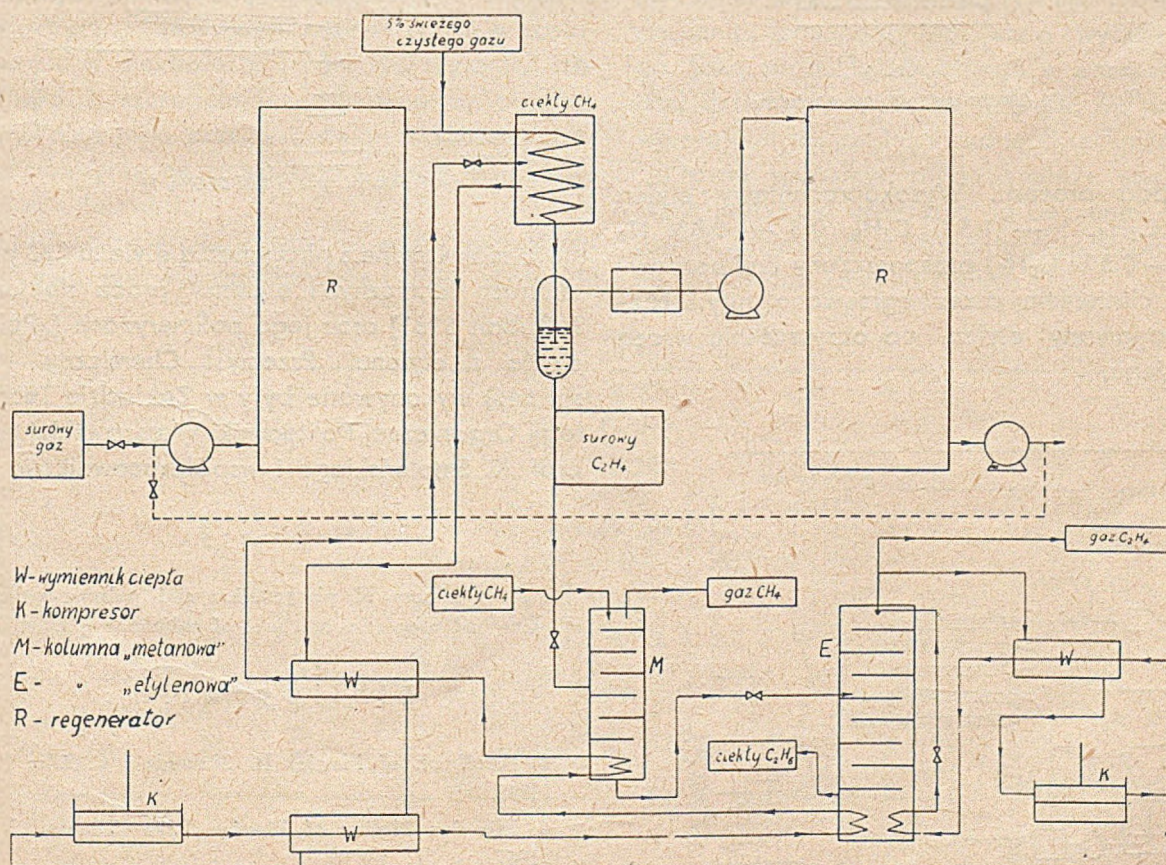 5% świeżego
czystego gazu
ciekły CH₄
R
R
surowy
gaz
surowy
C₂H₄
gaz C₂H₄
W-wymiennik ciepła
K-kompresor
M-kolumna „metanowa"
E- " „etylenowa"
R- regenerator
ciekły CH₄
gaz CH₄
M
E
W
W
ciekły C₂H₆
K
K
W